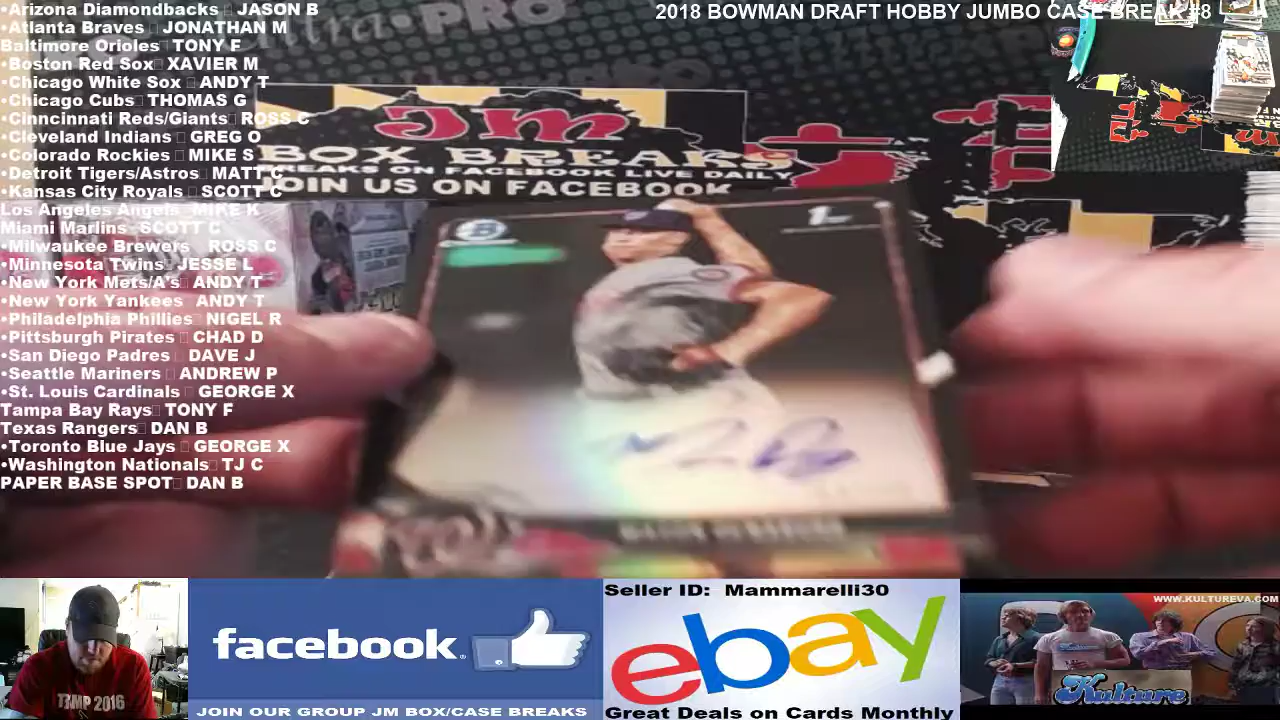 •Arizona Diamondbacks JASON B
•Atlanta Braves JONATHAN M
Baltimore Orioles TONY F
•Boston Red Sox XAVIER M
•Chicago White Sox ANDY T
•Chicago Cubs THOMAS G
•Cinncinnati Reds/Giants ROSS C
•Cleveland Indians GREG O
•Colorado Rockies MIKE S
•Detroit Tigers/Astros MATT C
•Kansas City Royals SCOTT C
Los Angeles Angels MIKE K
Miami Marlins SCOTT C
•Milwaukee Brewers ROSS C
•Minnesota Twins JESSE L
•New York Mets/A's ANDY T
•New York Yankees ANDY T
•Philadelphia Phillies NIGEL R
•Pittsburgh Pirates CHAD D
•San Diego Padres DAVE J
•Seattle Mariners ANDREW P
•St. Louis Cardinals GEORGE X
Tampa Bay Rays TONY F
Texas Rangers DAN B
•Toronto Blue Jays GEORGE X
•Washington Nationals TJ C
PAPER BASE SPOT DAN B
2018 BOWMAN DRAFT HOBBY JUMBO CASE BREAK #8
ultra PRO
JM
BOX BREAKS
BREAKS ON FACEBOOK LIVE DAILY
JOIN US ON FACEBOOK
B
1st
TRMP 2016
facebook
JOIN OUR GROUP JM BOX/CASE BREAKS
Seller ID: Mammarelli30
ebay
Great Deals on Cards Monthly
WWW.KULTUREVA.COM
Kulture